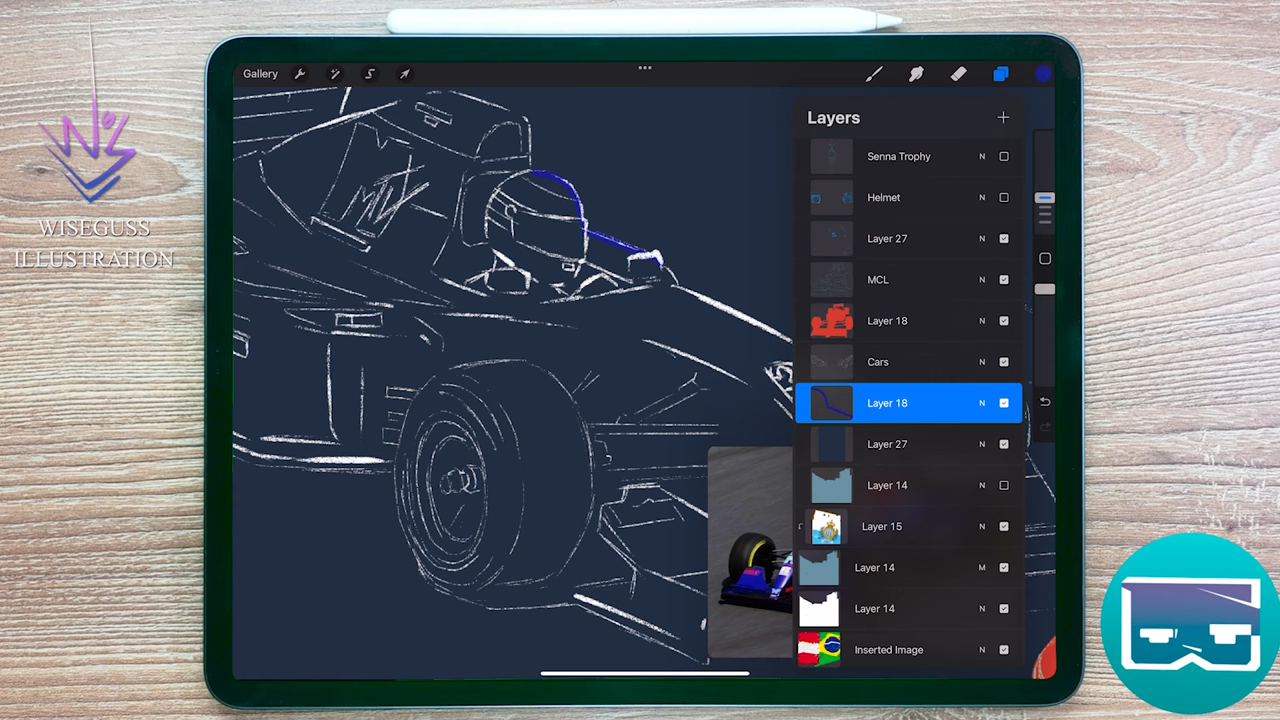 Gallery
Layers
Senna Trophy N
Helmet N
Layer 27 N
MCL N
Layer 18 N
Cars N
Layer 18 N
Layer 27 N
Layer 14 N
Layer 15 N
Layer 14 M
Layer 14 N
Inserted Image N
WISEGUSS
ILLUSTRATION